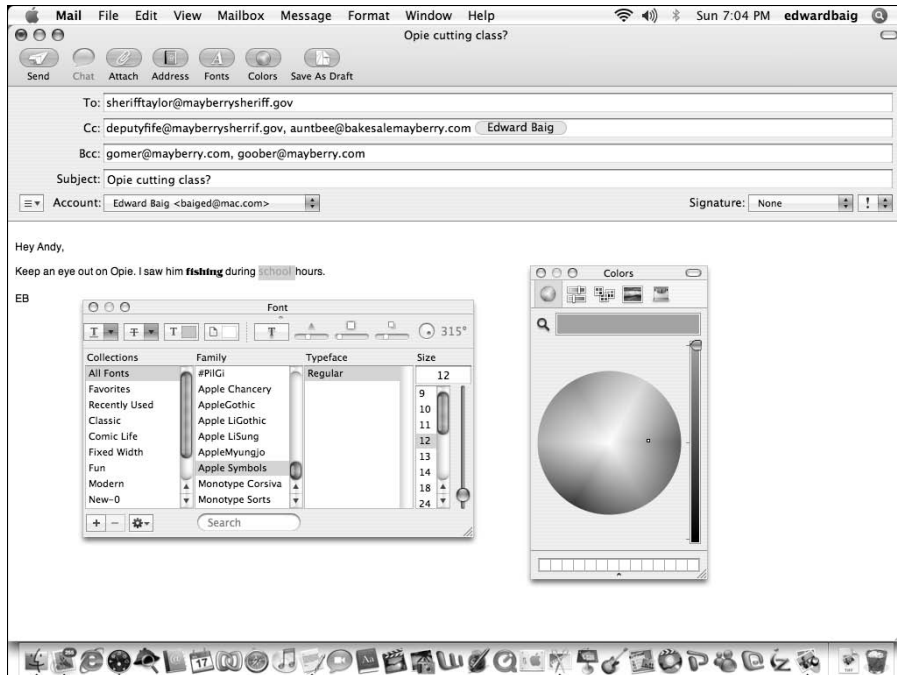 Mail File Edit View Mailbox Message Format Window Help Sun 7:04 PM edwardbaig
Opie cutting class?
Send Chat Attach Address Fonts Colors Save As Draft
To: sherifftaylor@mayberrysheriff.gov
Cc: deputyfife@mayberrysherrif.gov, auntbee@bakesalemayberry.com Edward Baig
Bcc: gomer@mayberry.com, goober@mayberry.com
Subject: Opie cutting class?
Account: Edward Baig <baiged@mac.com> Signature: None !
Hey Andy,
Keep an eye out on Opie. I saw him fishing during school hours.
EB
Font
T T T T 315°
Collections Family Typeface Size
All Fonts #PilGi Regular 12
Favorites Apple Chancery 9
Recently Used AppleGothic 10
Classic Apple LiGothic 11
Comic Life Apple LiSung 12
Fixed Width AppleMyungjo 13
Fun Apple Symbols 14
Modern Monotype Corsiva 18
New-0 Monotype Sorts 24
Search
Colors
17 Aa